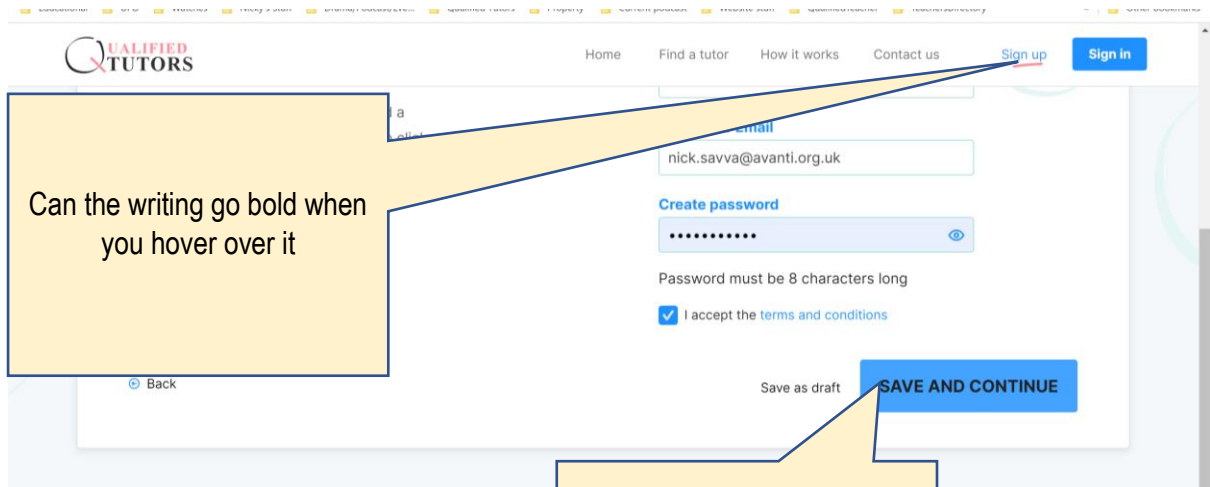 QUALIFIED
TUTORS
Home Find a tutor How it works Contact us Sign up Sign in
a
nick.savva@avanti.org.uk
Can the writing go bold when
you hover over it
Create password
•••••••••••
Password must be 8 characters long
I accept the terms and conditions
Back
Save as draft
SAVE AND CONTINUE